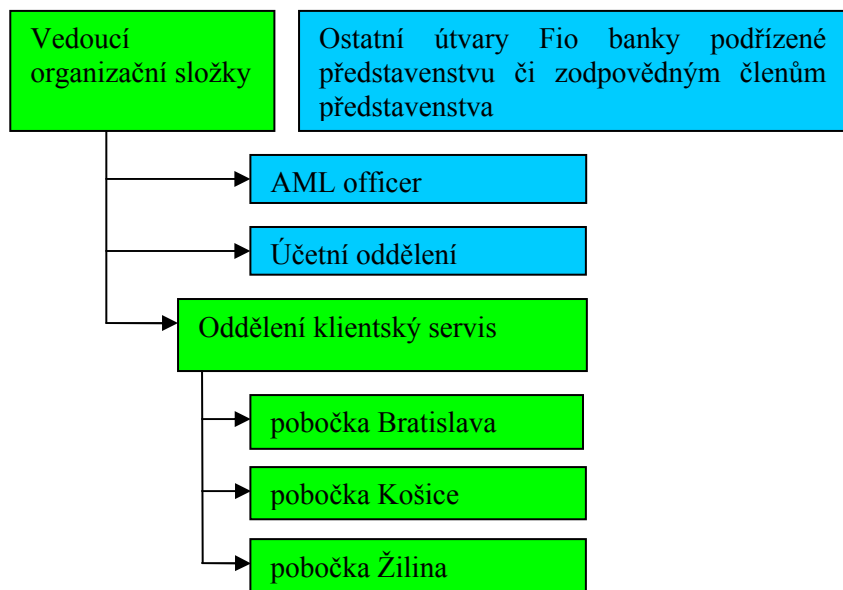 Vedoucí
organizační složky
Ostatní útvary Fio banky podřízené
představenstvu či zodpovědným členům
představenstva
AML officer
Účetní oddělení
Oddělení klientský servis
pobočka Bratislava
pobočka Košice
pobočka Žilina